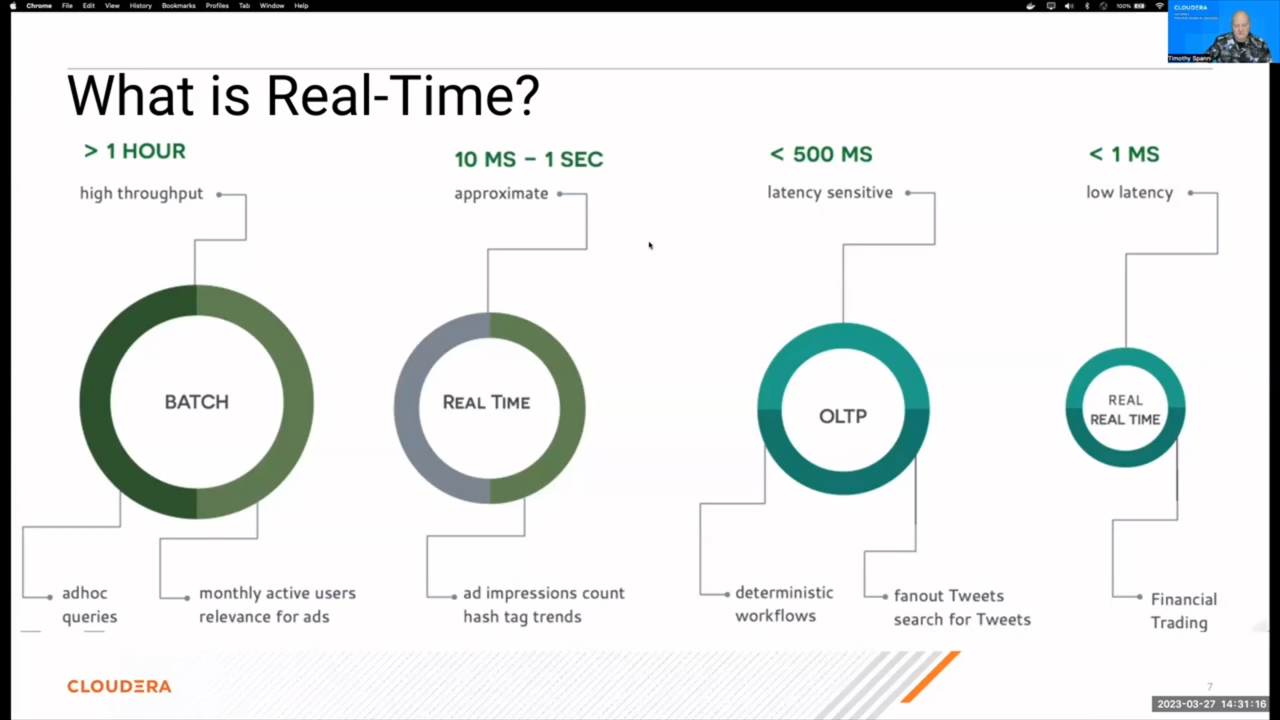 Chrome File Edit View History Bookmarks Profiles Tab Window Help
100%
CLOUDERA
Timothy Spann
What is Real-Time?
> 1 HOUR
high throughput
BATCH
adhoc
queries
monthly active users
relevance for ads
10 MS – 1 SEC
approximate
REAL TIME
ad impressions count
hash tag trends
< 500 MS
latency sensitive
OLTP
deterministic
workflows
fanout Tweets
search for Tweets
< 1 MS
low latency
REAL
REAL TIME
Financial
Trading
CLOUDERA
7
2023-03-27 14:31:16